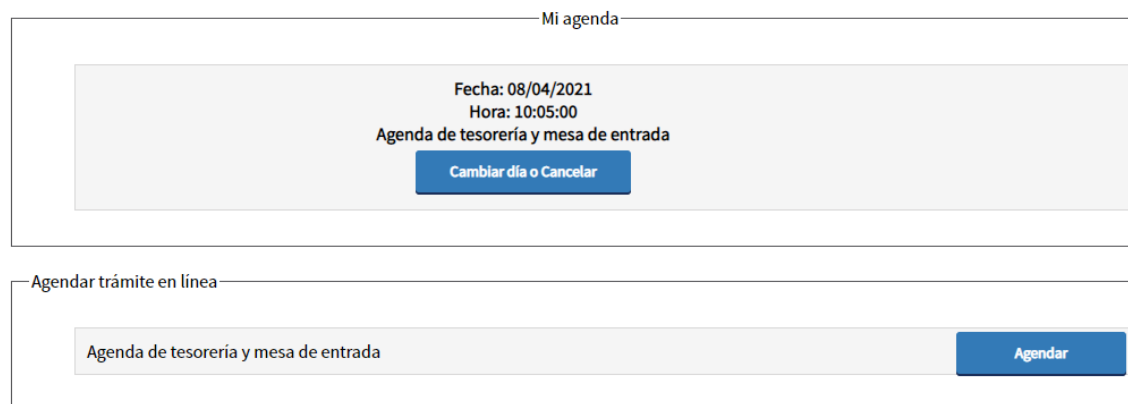 Mi agenda
Fecha: 08/04/2021
Hora: 10:05:00
Agenda de tesorería y mesa de entrada
Cambiar día o Cancelar
Agendar trámite en línea
Agenda de tesorería y mesa de entrada
Agendar